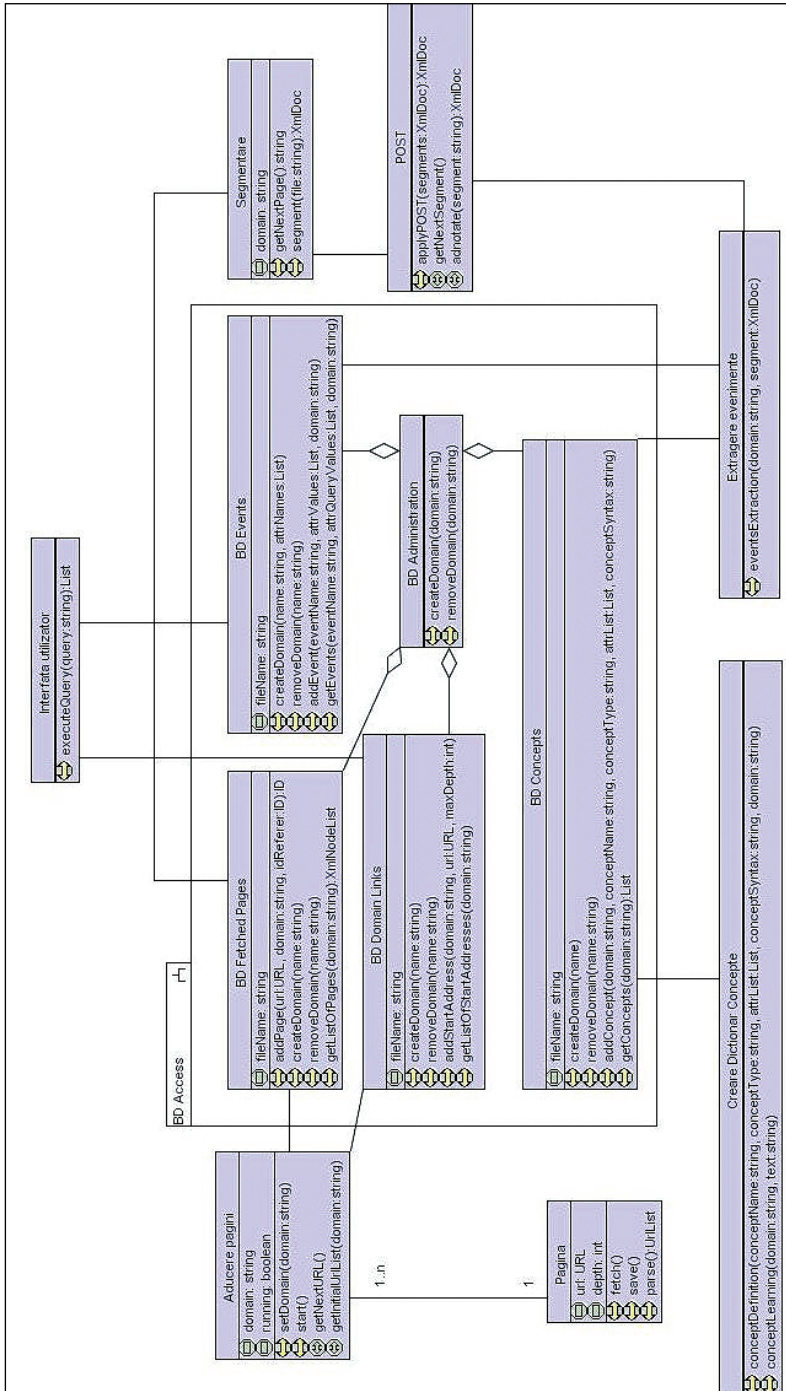 Interfata utilizator
executeQuery(query:string):List
BD Access
BD Fetched Pages
fileName: string
addPage(url:URL, domain:string, idReferer:ID):ID
createDomain(name:string)
removeDomain(name:string)
getListOfPages(domain:string):XmlNodeList
BD Events
fileName: string
createDomain(name:string, attrNames:List)
removeDomain(name:string)
addEvent(eventName:string, attrValues:List, domain:string)
getEvents(eventName:string, attrQueryValues:List, domain:string)
Segmentare
domain: string
getNextPage():string
segment(file:string):XmlDoc
Aducere pagini
domain: string
running: boolean
setDomain(domain:string)
start()
getNextURL()
getInitialUrlList(domain:string)
BD Domain Links
fileName: string
createDomain(name:string)
removeDomain(name:string)
addStartAddress(domain:string, url:URL, maxDepth:int)
getListOfStartAddresses(domain:string)
BD Administration
createDomain(domain:string)
removeDomain(domain:string)
POST
applyPOST(segments:XmlDoc):XmlDoc
getNextSegment()
adnotate(segment:string):XmlDoc
1..n
1
Pagina
url: URL
depth: int
fetch()
save()
parse():UrlList
BD Concepts
fileName: string
createDomain(name)
removeDomain(name:string)
addConcept(domain:string, conceptName:string, conceptType:string, attrList:List, conceptSyntax:string)
getConcepts(domain:string):List
Creare Dictionar Concepte
conceptDefinition(conceptName:string, conceptType:string, attrList:List, conceptSyntax:string, domain:string)
conceptLearning(domain:string, text:string)
Extragere evenimente
eventsExtraction(domain:string, segment:XmlDoc)